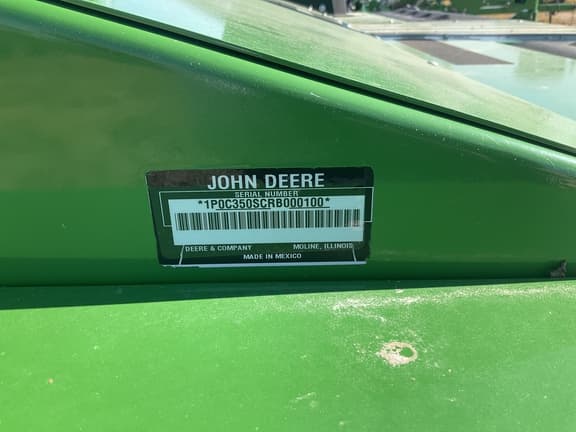 JOHN DEERE
SERIAL NUMBER
*1P0C350SCRB000100*
DEERE & COMPANY MOLINE, ILLINOIS
MADE IN MEXICO